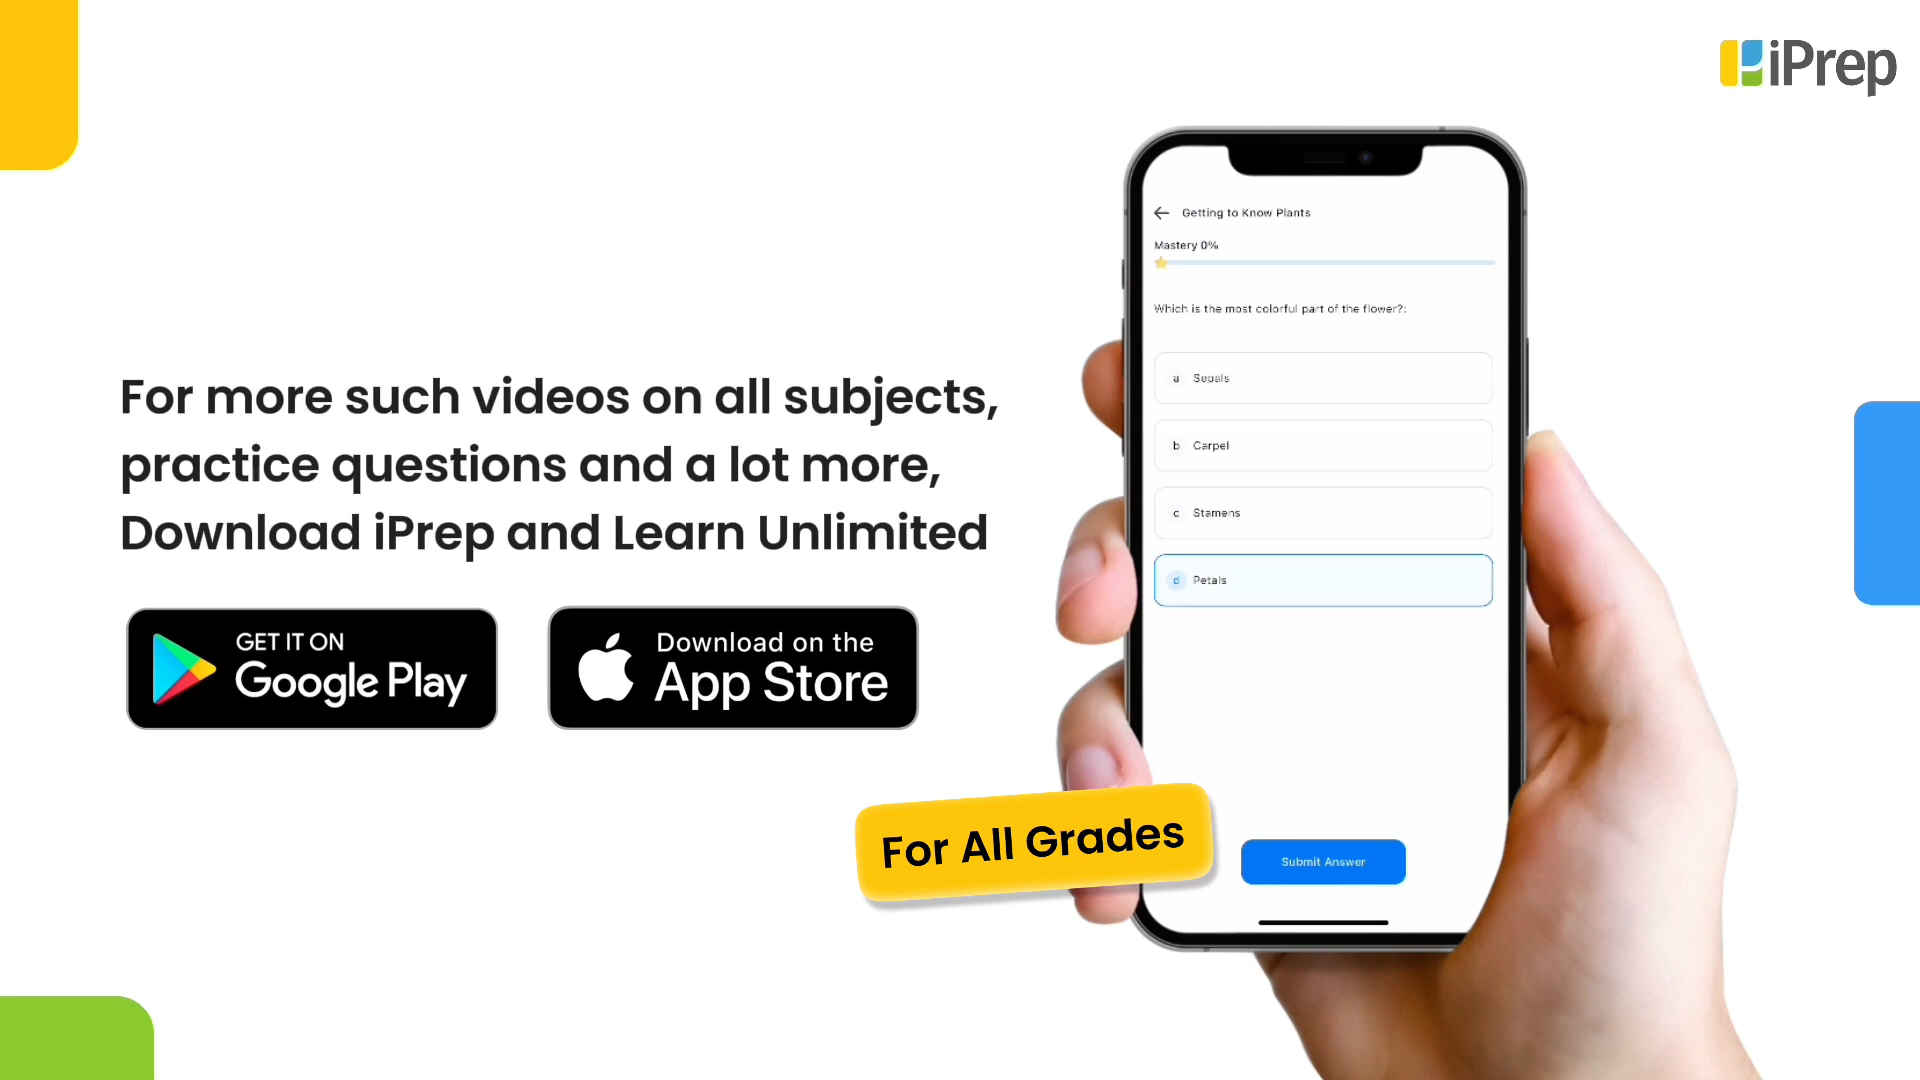 iPrep
For more such videos on all subjects,
practice questions and a lot more,
Download iPrep and Learn Unlimited
GET IT ON
Google Play
Download on the
App Store
For All Grades
Getting to Know Plants
Mastery 0%
Which is the most colorful part of the flower?:
a Sepals
b Carpel
c Stamens
d Petals
Submit Answer